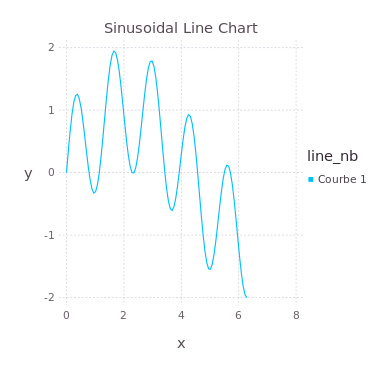 Sinusoidal Line Chart
2
1
0
-1
-2
y
0 2 4 6 8
x
line_nb
Courbe 1